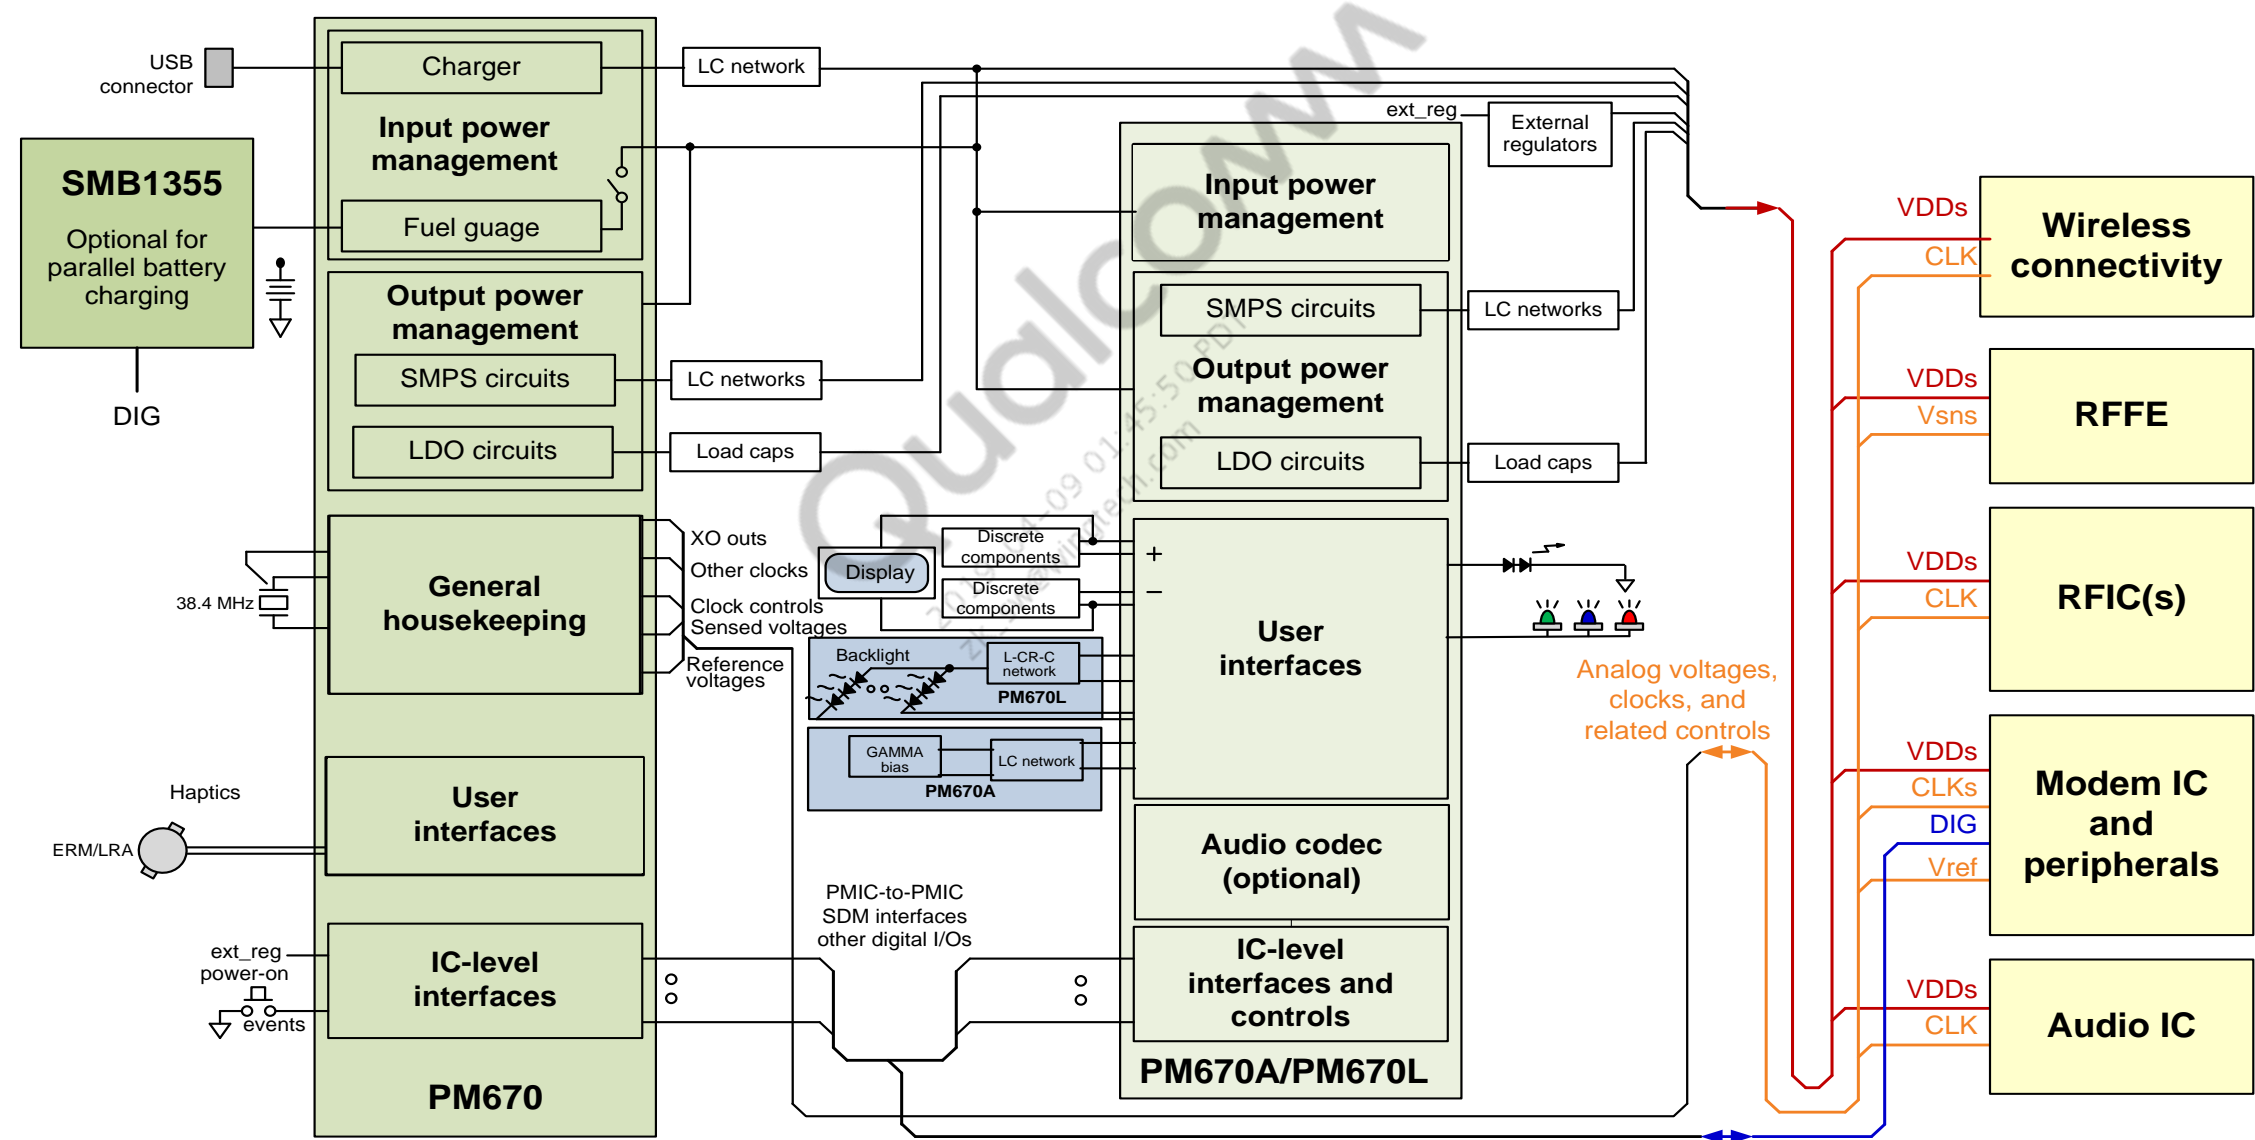 USB
connector
SMB1355
Optional for
parallel battery
charging
DIG
Charger
Input power
management
Fuel guage
Output power
management
SMPS circuits
LDO circuits
General
housekeeping
User
interfaces
IC-level
interfaces
PM670
38.4 MHz
Haptics
ERM/LRA
ext_reg
power-on
events
LC network
LC networks
Load caps
XO outs
Other clocks
Clock controls
Sensed voltages
Reference
voltages
Display
Discrete
components
Discrete
components
Backlight
L-CR-C
network
PM670L
GAMMA
bias
LC network
PM670A
PMIC-to-PMIC
SDM interfaces
other digital I/Os
Qualcomm
ext_reg
External
regulators
Input power
management
SMPS circuits
Output power
management
LDO circuits
LC networks
Load caps
+
–
User
interfaces
Audio codec
(optional)
IC-level
interfaces and
controls
PM670A/PM670L
Analog voltages,
clocks, and
related controls
VDDs
CLK
Wireless
connectivity
VDDs
Vsns
RFFE
VDDs
CLK
RFIC(s)
VDDs
CLKs
DIG
Vref
Modem IC
and
peripherals
VDDs
CLK
Audio IC